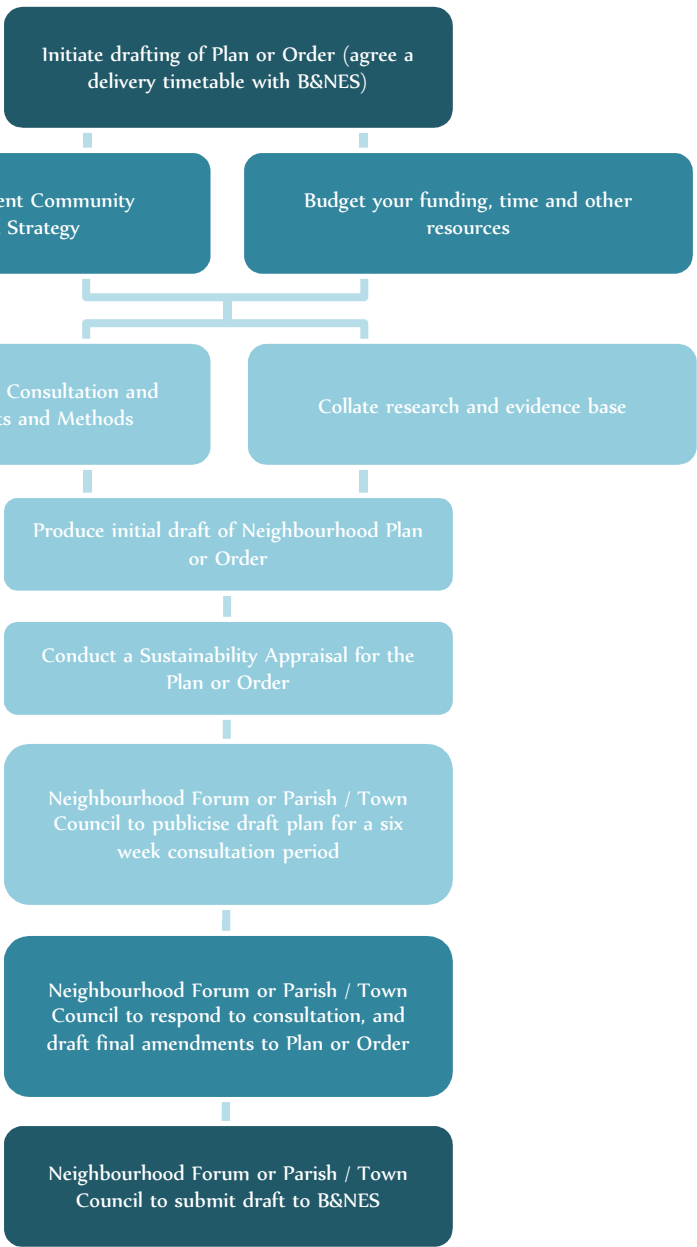 Initiate drafting of Plan or Order (agree a
delivery timetable with B&NES)
Community
Strategy
Budget your funding, time and other
resources
Consultation and
and Methods
Collate research and evidence base
Produce initial draft of Neighbourhood Plan
or Order
Conduct a Sustainability Appraisal for the
Plan or Order
Neighbourhood Forum or Parish / Town
Council to publicise draft plan for a six
week consultation period
Neighbourhood Forum or Parish / Town
Council to respond to consultation, and
draft final amendments to Plan or Order
Neighbourhood Forum or Parish / Town
Council to submit draft to B&NES